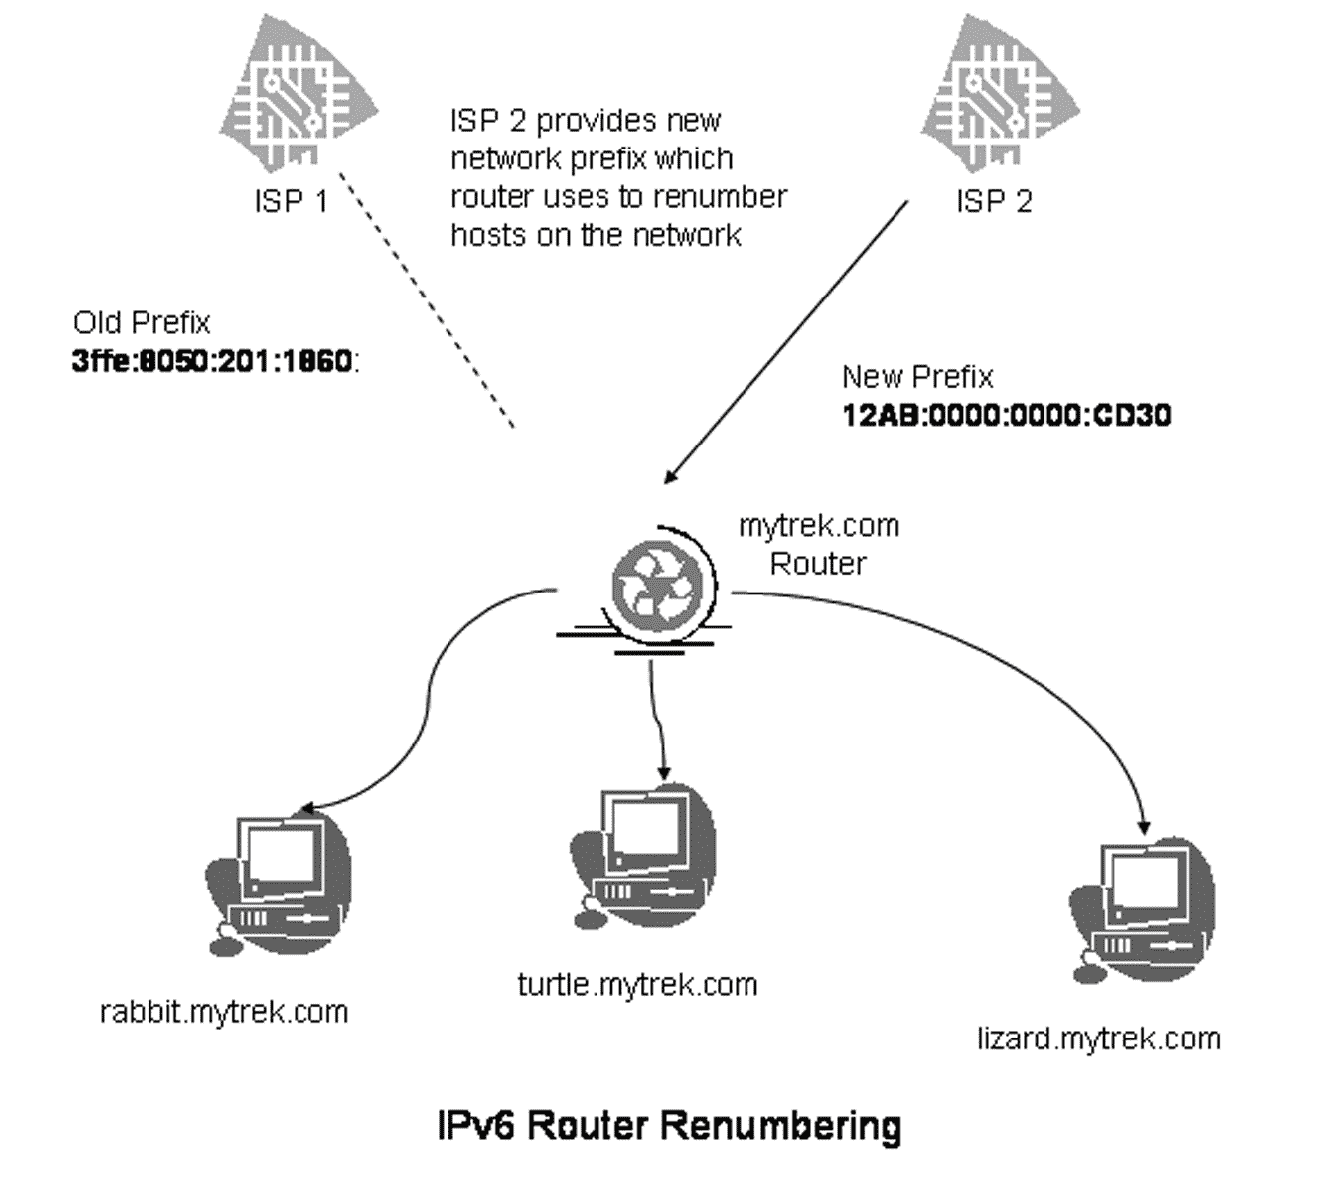 ISP 1
ISP 2 provides new
network prefix which
router uses to renumber
hosts on the network
ISP 2
Old Prefix
3ffe:8050:201:1860:
New Prefix
12AB:0000:0000:CD30
mytrek.com
Router
rabbit.mytrek.com
turtle.mytrek.com
lizard.mytrek.com
IPv6 Router Renumbering